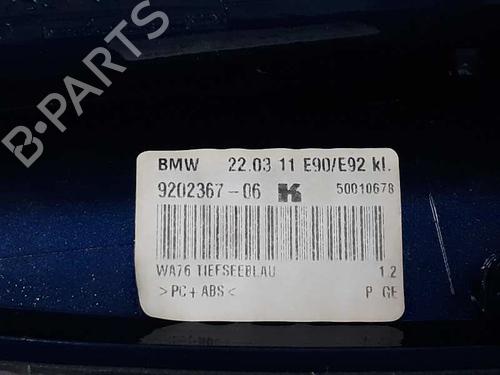 B-PARTS
BMW 22.03 11 E90/E92 kl.
9202367-06 K 50010678
WA76 TIEFSEEBLAU 1.2
>PC+ABS< P GE